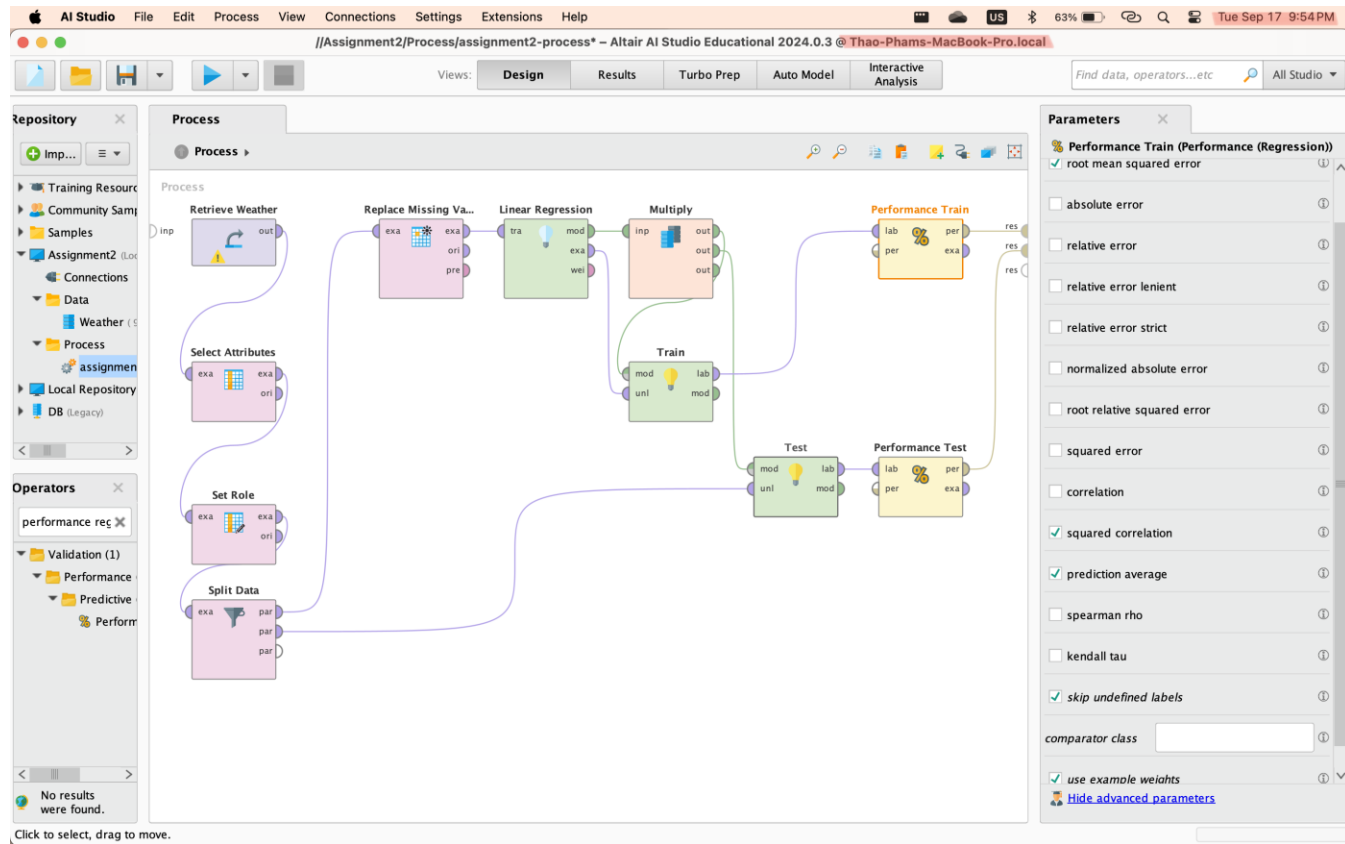 AI Studio File Edit Process View Connections Settings Extensions Help US 63% Tue Sep 17 9:54 PM
//Assignment2/Process/assignment2-process* – Altair AI Studio Educational 2024.0.3 @ Thao-Phams-MacBook-Pro.local
Views: Design Results Turbo Prep Auto Model Interactive Analysis Find data, operators...etc All Studio
Repository
Imp...
Training Resourc
Community Samp
Samples
Assignment2 (Loc
Connections
Data
Weather (9
Process
assignmen
Local Repository
DB (Legacy)
Operators
performance reg
Validation (1)
Performance
Predictive
Perform
No results
were found.
Process
Process
Process
inp
Retrieve Weather
out
Select Attributes
exa exa
ori
Set Role
exa exa
ori
Split Data
exa par
par
par
Replace Missing Va...
exa exa
ori
pre
Linear Regression
tra mod
exa
wei
Multiply
inp out
out
out
Train
mod lab
unl mod
Test
mod lab
unl mod
Performance Train
lab per
per exa
Performance Test
lab per
per exa
res
res
res
Parameters
Performance Train (Performance (Regression))
root mean squared error
absolute error
relative error
relative error lenient
relative error strict
normalized absolute error
root relative squared error
squared error
correlation
squared correlation
prediction average
spearman rho
kendall tau
skip undefined labels
comparator class
use example weights
Hide advanced parameters
Click to select, drag to move.